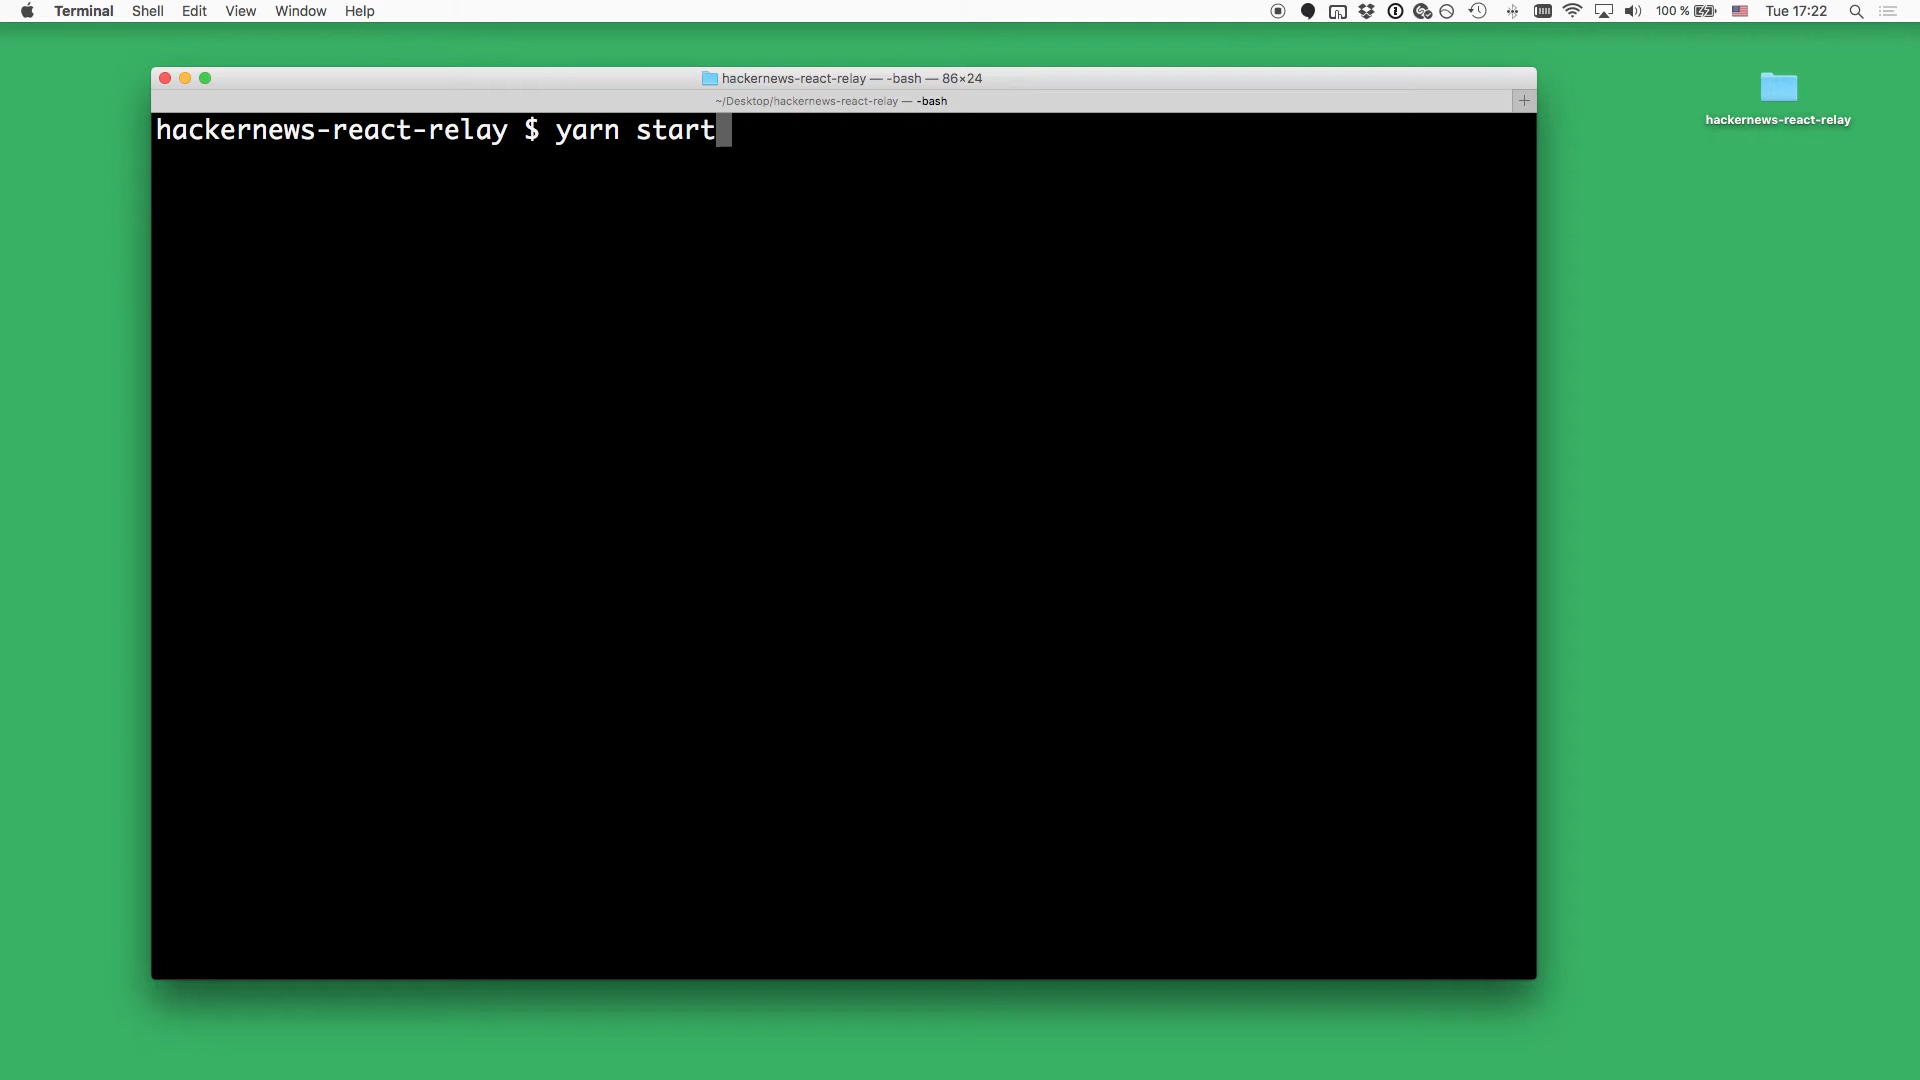 Terminal Shell Edit View Window Help 100 % Tue 17:22
hackernews-react-relay — -bash — 86×24
~/Desktop/hackernews-react-relay — -bash
hackernews-react-relay $ yarn start
hackernews-react-relay